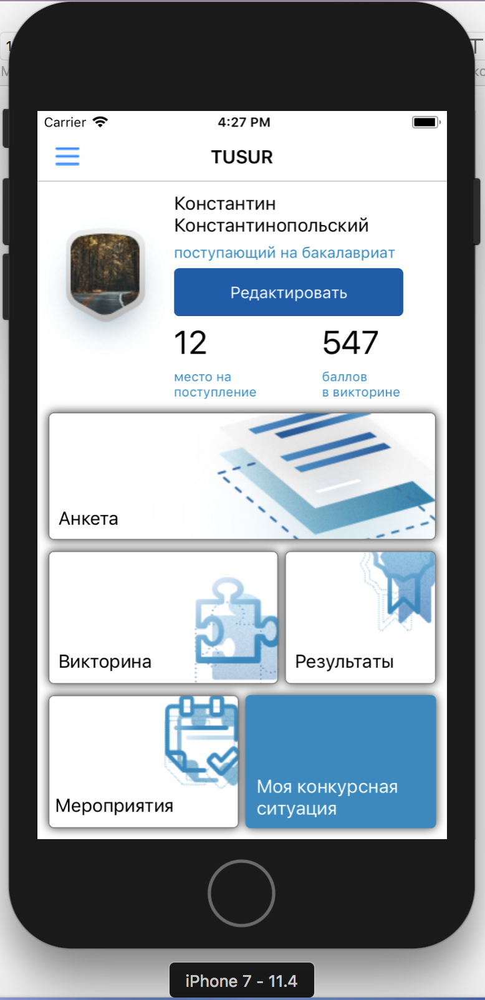 Carrier 4:27 PM
TUSUR
Константин
Константинопольский
поступающий на бакалавриат
Редактировать
12 547
место на
поступление
баллов
в викторине
Анкета
Викторина
Результаты
Мероприятия
Моя конкурсная
ситуация
iPhone 7 - 11.4